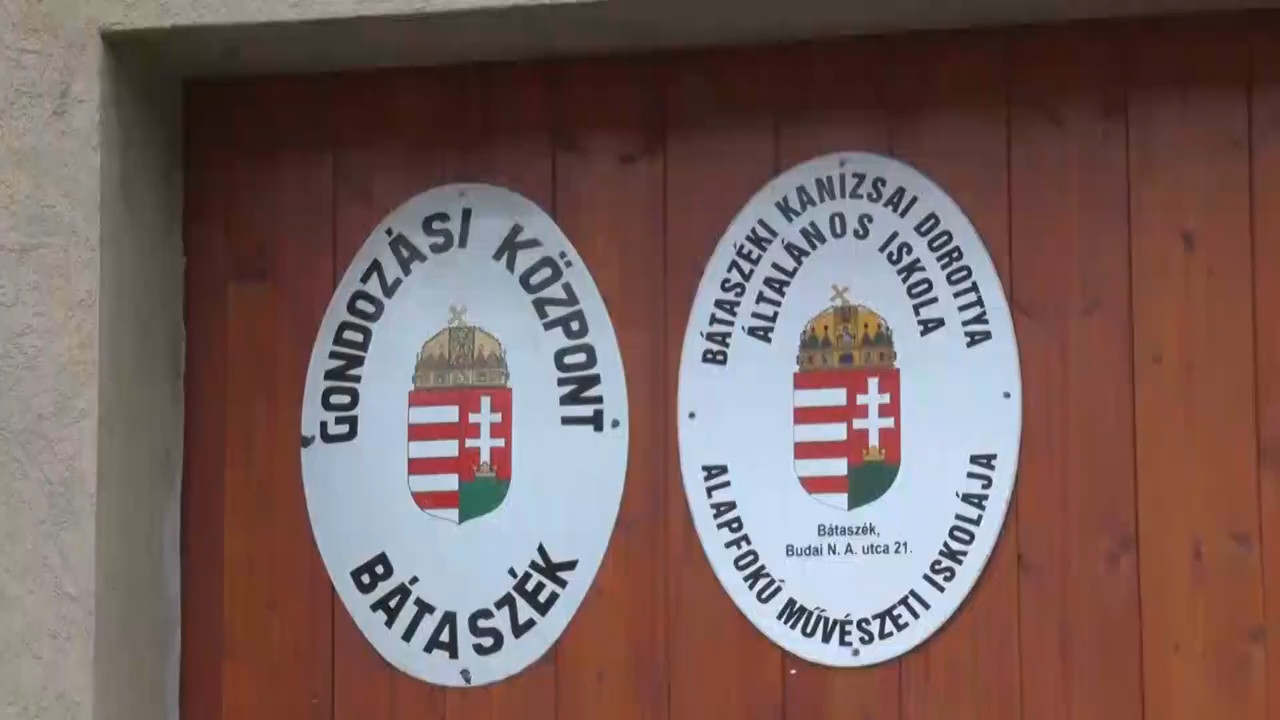 GONDOZÁSI KÖZPONT
BÁTASZÉK
BÁTASZÉKI KANIZSAI DOROTTYA
ÁLTALÁNOS ISKOLA
Bátaszék,
Budai N. A. utca 21.
ALAPFOKÚ MŰVÉSZETI ISKOLÁJA